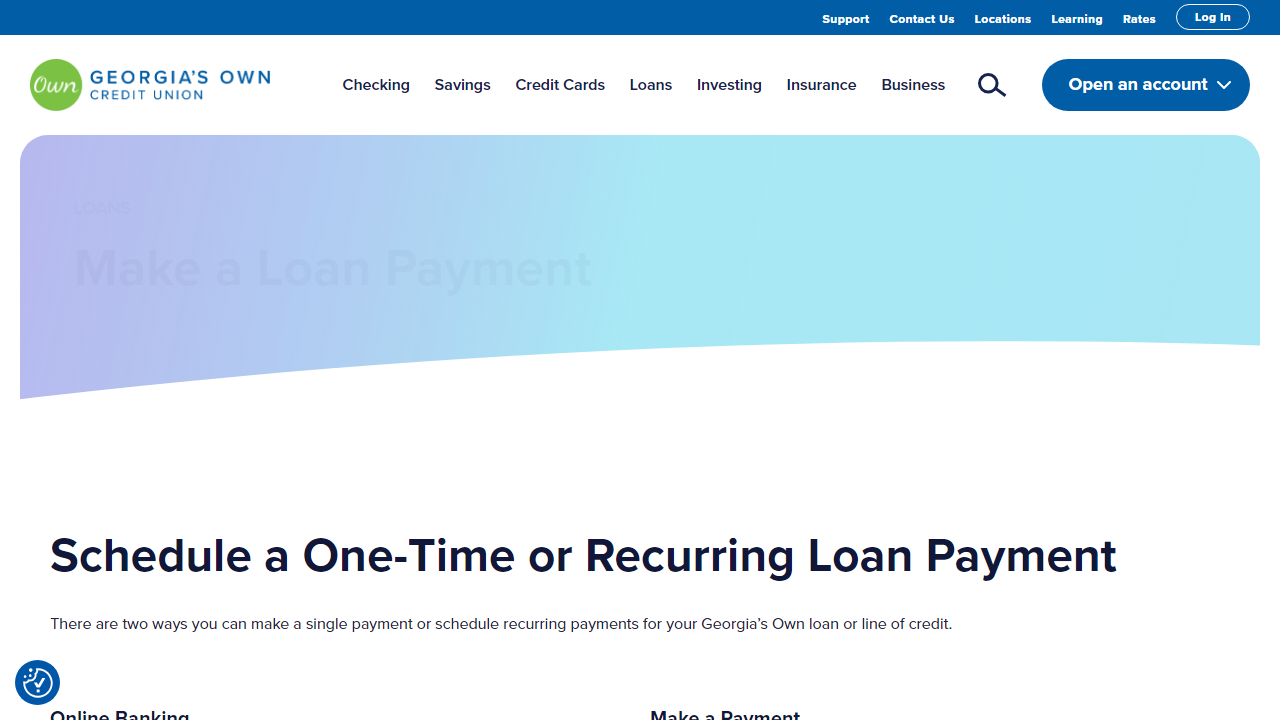 Support Contact Us Locations Learning Rates Log In
Own GEORGIA'S OWN
CREDIT UNION
Checking Savings Credit Cards Loans Investing Insurance Business Open an account
LOANS
Make a Loan Payment
Schedule a One-Time or Recurring Loan Payment
There are two ways you can make a single payment or schedule recurring payments for your Georgia’s Own loan or line of credit.
Online Banking Make a Payment